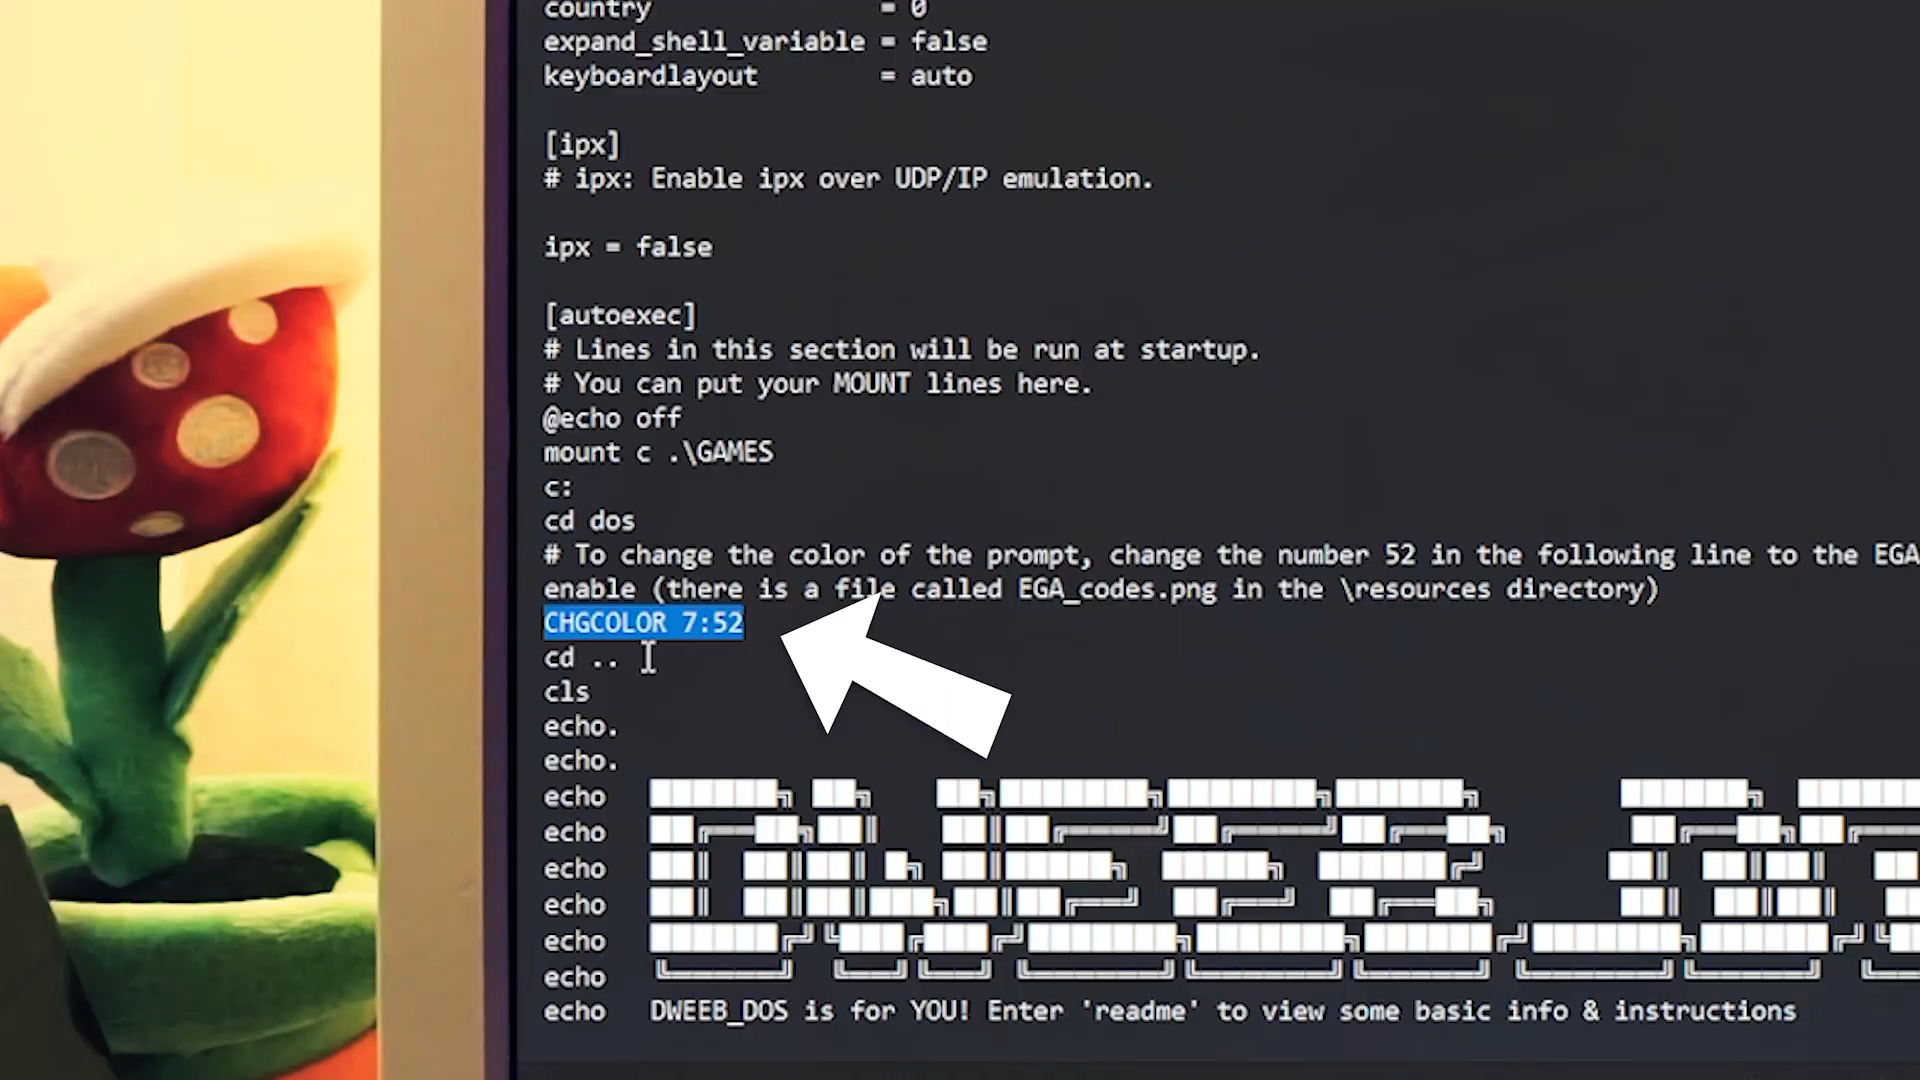 country = 0
expand_shell_variable = false
keyboardlayout = auto
[ipx]
# ipx: Enable ipx over UDP/IP emulation.
ipx = false
[autoexec]
# Lines in this section will be run at startup.
# You can put your MOUNT lines here.
@echo off
mount c .\GAMES
c:
cd dos
# To change the color of the prompt, change the number 52 in the following line to the EGA
enable (there is a file called EGA_codes.png in the \resources directory)
CHGCOLOR 7:52
cd ..
cls
echo.
echo.
echo
echo
echo
echo
echo
echo
echo DWEEB_DOS is for YOU! Enter 'readme' to view some basic info & instructions